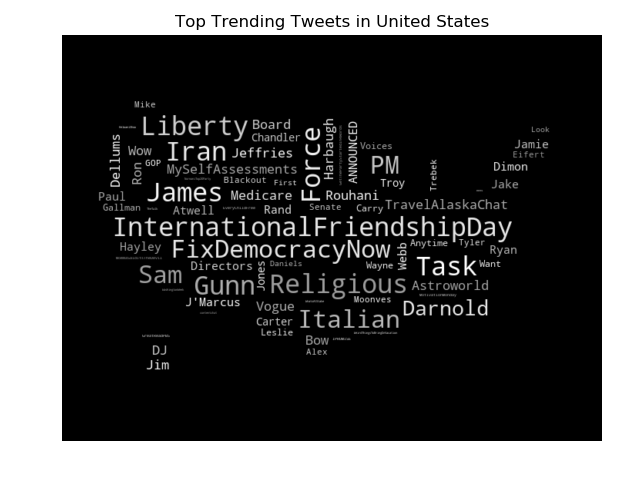 Top Trending Tweets in United States
Mike
Liberty Board
Chandler
Force
Harbaugh
ANNOUNCED
Look
Wow Iran Jeffries
Voices
Jamie
Eifert
Dellums
Ron
GOP
MySelfAssessments
PM
Trebek
Dimon
Blackout First
Troy
Jake
Paul James Medicare
Rouhani
Gallman Atwell Rand Senate Carry TravelAlaskaChat
InternationalFriendshipDay
Hayley FixDemocracyNow Webb Anytime Tyler Ryan
Sam Directors Jones Daniels Wayne Task Want
Gunn Religious Astroworld
J'Marcus Vogue Moonves Darnold
Carter Italian
Leslie
DJ Bow
Alex
Jim